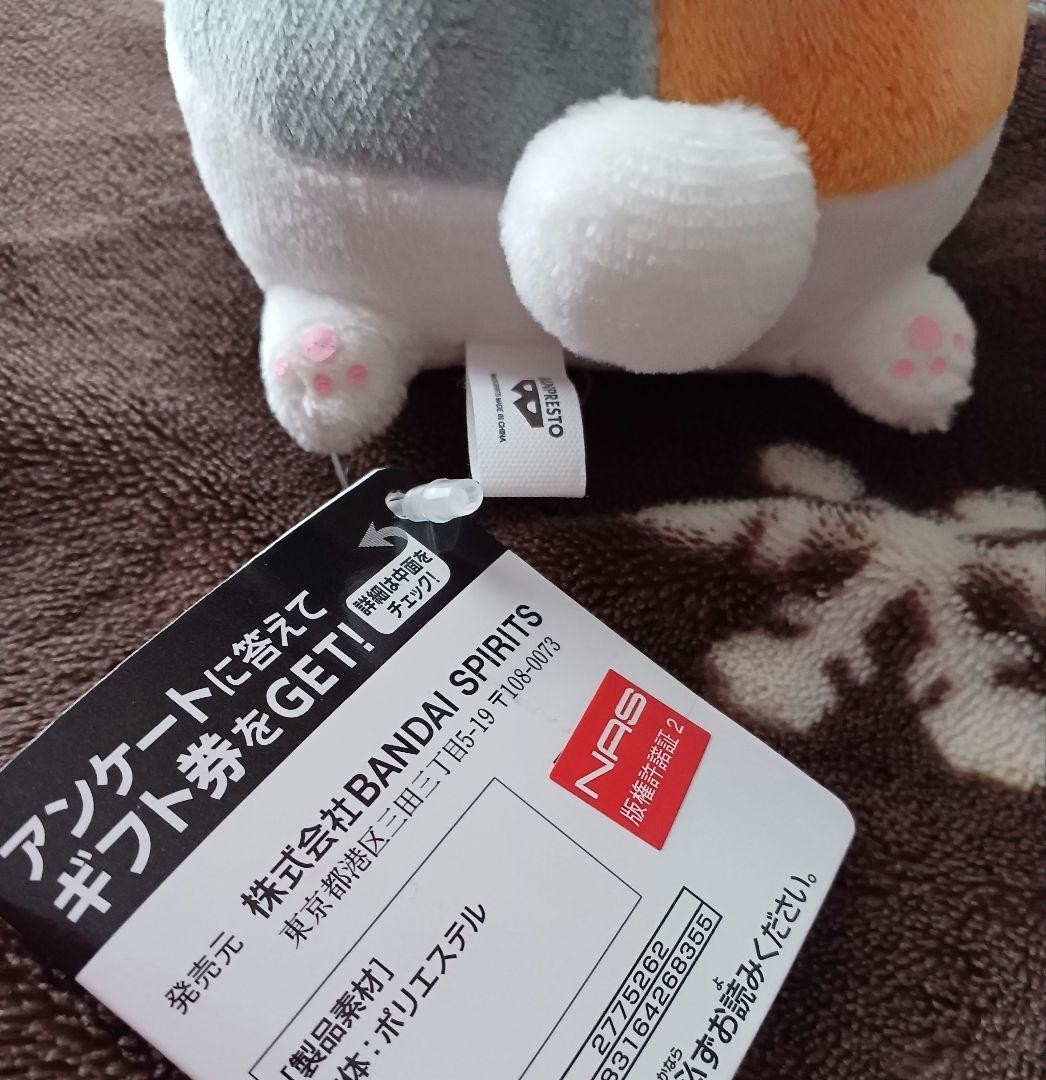 BANPRESTO
MADE IN CHINA
詳細は中面を
チェック!
アンケートに答えて
ギフト券をGET!
発売元
株式会社BANDAI SPIRITS
東京都港区三田三丁目5-19 〒108-0073
NAS
版権許諾証 2
【製品素材】
体:ポリエステル
27775262
83164268355
必ずお読みください。